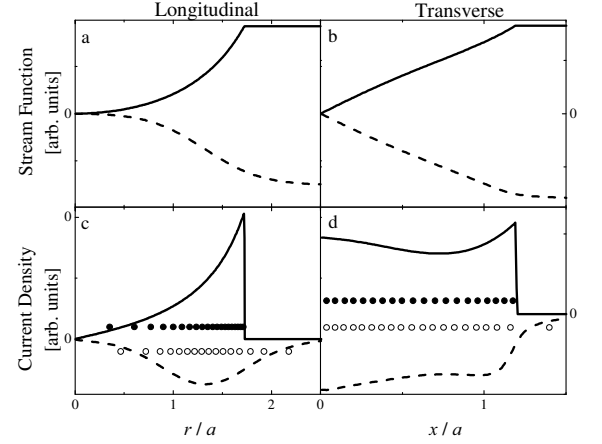 Longitudinal Transverse
Stream Function
[arb. units]
a
b
0
0
Current Density
[arb. units]
c
d
0
0
0
0 1 2
0 1
r / a
x / a